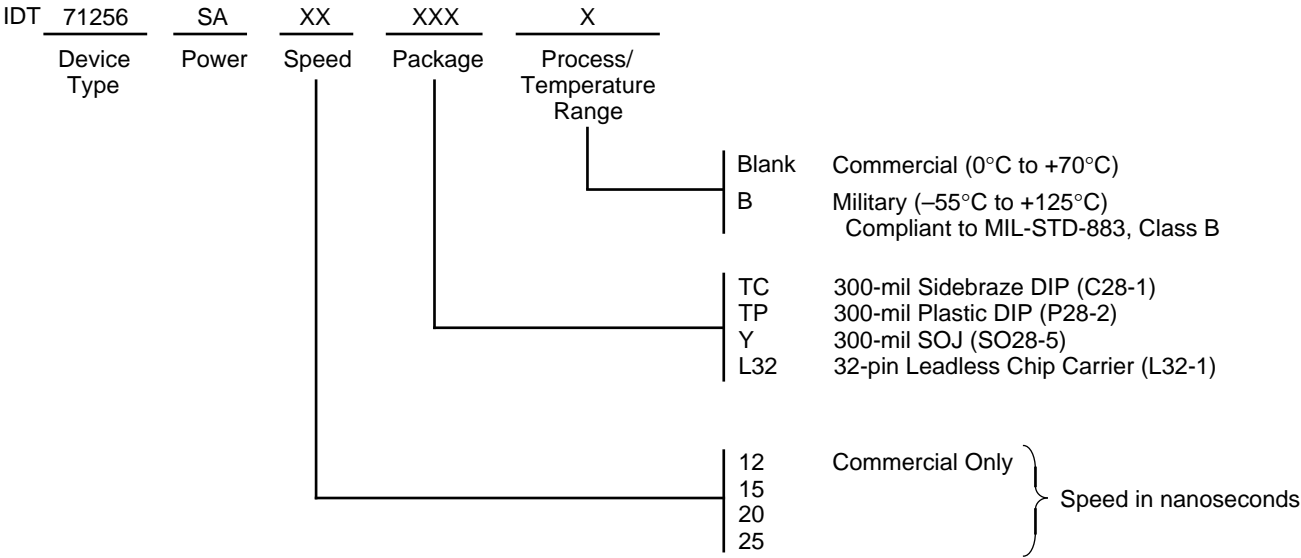 IDT 71256 SA XX XXX X
Device Type Power Speed Package Process/ Temperature Range
Blank Commercial (0°C to +70°C)
B Military (–55°C to +125°C)
Compliant to MIL-STD-883, Class B
TC 300-mil Sidebraze DIP (C28-1)
TP 300-mil Plastic DIP (P28-2)
Y 300-mil SOJ (SO28-5)
L32 32-pin Leadless Chip Carrier (L32-1)
12 Commercial Only
15
Speed in nanoseconds
20
25